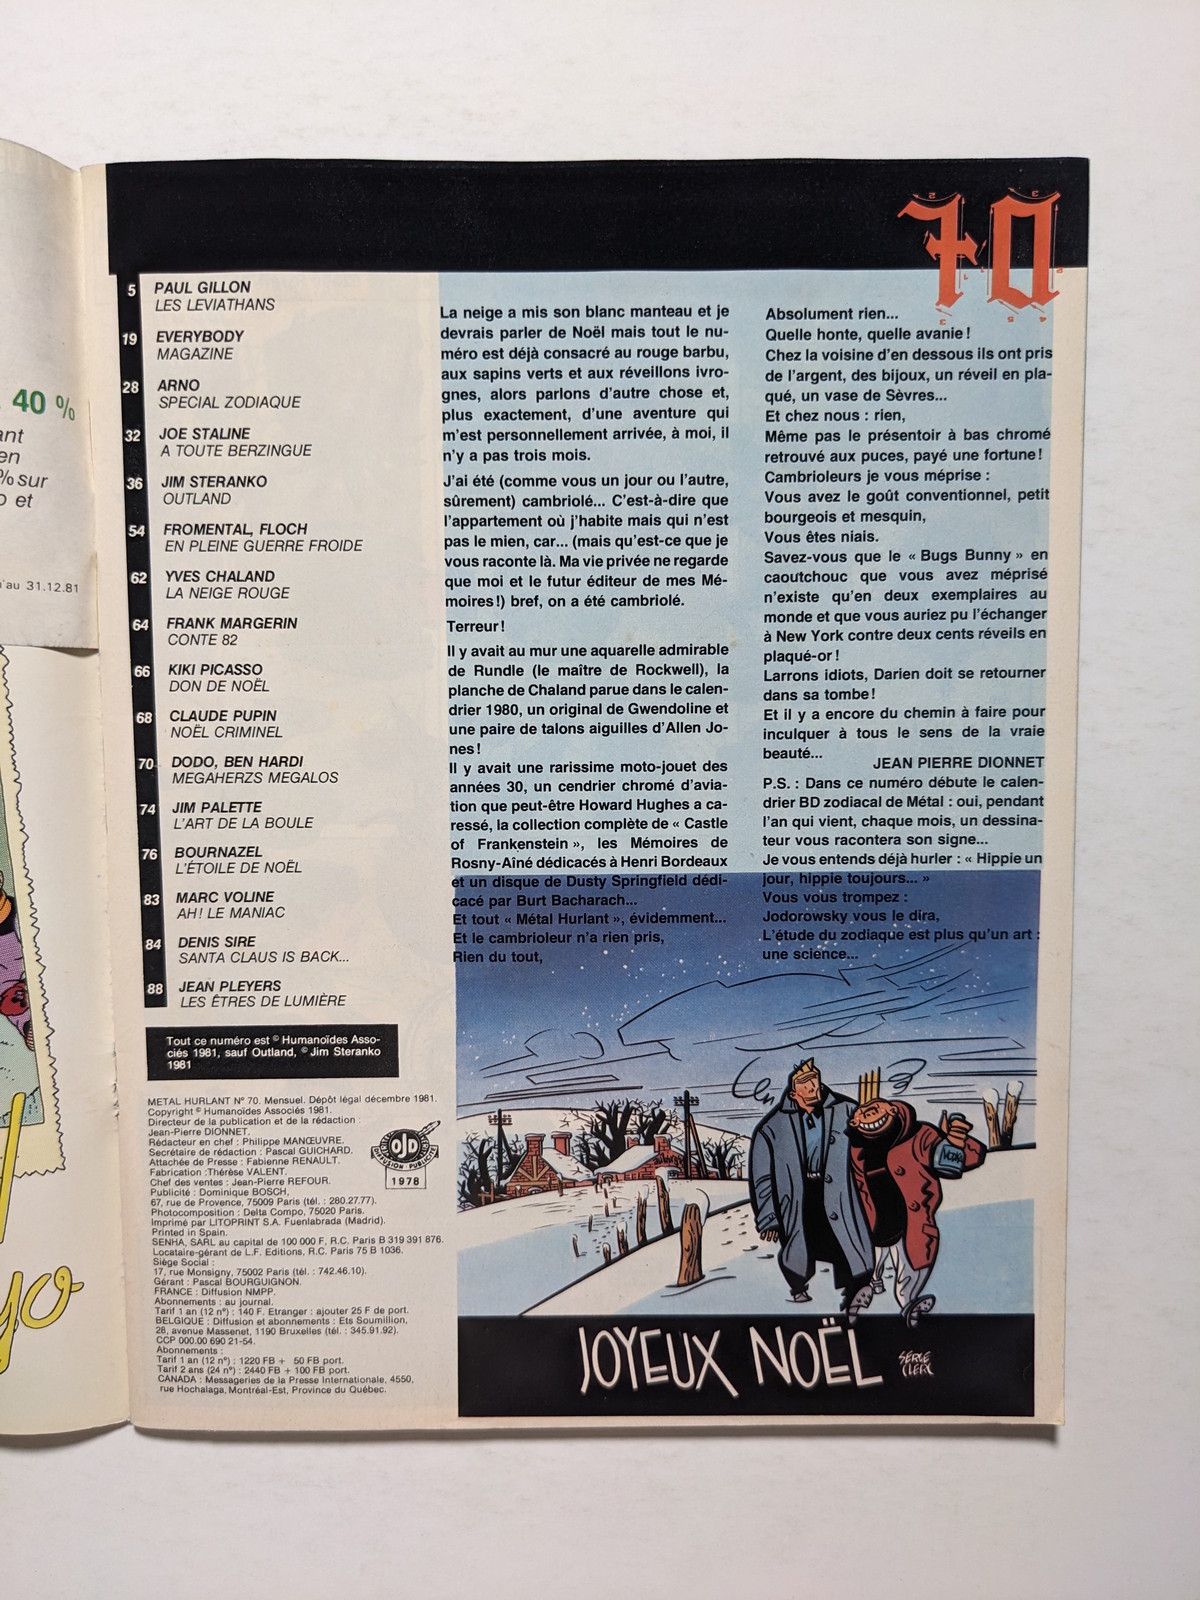 40 %
ant
en
% sur
o et
'au 31.12.81
yo
70
5 PAUL GILLON
LES LEVIATHANS
19 EVERYBODY
MAGAZINE
28 ARNO
SPECIAL ZODIAQUE
32 JOE STALINE
A TOUTE BERZINGUE
36 JIM STERANKO
OUTLAND
54 FROMENTAL, FLOCH
EN PLEINE GUERRE FROIDE
62 YVES CHALAND
LA NEIGE ROUGE
64 FRANK MARGERIN
CONTE 82
66 KIKI PICASSO
DON DE NOËL
68 CLAUDE PUPIN
NOËL CRIMINEL
70 DODO, BEN HARDI
MEGAHERZS MEGALOS
74 JIM PALETTE
L'ART DE LA BOULE
76 BOURNAZEL
L'ÉTOILE DE NOËL
83 MARC VOLINE
AH! LE MANIAC
84 DENIS SIRE
SANTA CLAUS IS BACK...
88 JEAN PLEYERS
LES ÊTRES DE LUMIÈRE
Tout ce numéro est © Humanoïdes Asso-
ciés 1981, sauf Outland, © Jim Steranko
1981
METAL HURLANT N° 70. Mensuel. Dépôt légal décembre 1981.
Copyright © Humanoïdes Associés 1981.
Directeur de la publication et de la rédaction :
Jean-Pierre DIONNET.
Rédacteur en chef : Philippe MANŒUVRE.
Secrétaire de rédaction : Pascal GUICHARD.
Attachée de Presse : Fabienne RENAULT.
Fabrication : Thérèse VALENT.
Chef des ventes : Jean-Pierre REFOUR.
Publicité : Dominique BOSCH,
67, rue de Provence, 75009 Paris (tél. : 280.27.77).
Photocomposition : Delta Compo, 75020 Paris.
Imprimé par LITOPRINT S.A. Fuenlabrada (Madrid).
Printed in Spain.
SENHA, SARL au capital de 100 000 F, R.C. Paris B 319 391 876.
Locataire-gérant de L.F. Editions, R.C. Paris 75 B 1036.
Siège Social :
17, rue Monsigny, 75002 Paris (tél. : 742.46.10).
Gérant : Pascal BOURGUIGNON.
FRANCE : Diffusion NMPP.
Abonnements : au journal.
Tarif 1 an (12 n°) : 140 F. Etranger : ajouter 25 F de port.
BELGIQUE : Diffusion et abonnements : Ets Soumillion,
28, avenue Massenet, 1190 Bruxelles (tél. : 345.91.92).
CCP 000.00 690 21-54.
Abonnements :
Tarif 1 an (12 n°) : 1220 FB + 50 FB port.
Tarif 2 ans (24 n°) : 2440 FB + 100 FB port.
CANADA : Messageries de la Presse Internationale, 4550,
rue Hochalaga, Montréal-Est, Province du Québec.
OJD
DIFFUSION PUBLICITÉ
1978
La neige a mis son blanc manteau et je
devrais parler de Noël mais tout le nu-
méro est déjà consacré au rouge barbu,
aux sapins verts et aux réveillons ivro-
gnes, alors parlons d'autre chose et,
plus exactement, d'une aventure qui
m'est personnellement arrivée, à moi, il
n'y a pas trois mois.
J'ai été (comme vous un jour ou l'autre,
sûrement) cambriolé... C'est-à-dire que
l'appartement où j'habite mais qui n'est
pas le mien, car... (mais qu'est-ce que je
vous raconte là. Ma vie privée ne regarde
que moi et le futur éditeur de mes Mé-
moires!) bref, on a été cambriolé.
Terreur!
Il y avait au mur une aquarelle admirable
de Rundle (le maître de Rockwell), la
planche de Chaland parue dans le calen-
drier 1980, un original de Gwendoline et
une paire de talons aiguilles d'Allen Jo-
nes!
Il y avait une rarissime moto-jouet des
années 30, un cendrier chromé d'avia-
tion que peut-être Howard Hughes a ca-
ressé, la collection complète de « Castle
of Frankenstein », les Mémoires de
Rosny-Aîné dédicacés à Henri Bordeaux
et un disque de Dusty Springfield dédi-
cacé par Burt Bacharach...
Et tout « Métal Hurlant », évidemment...
Et le cambrioleur n'a rien pris,
Rien du tout,
Absolument rien...
Quelle honte, quelle avanie!
Chez la voisine d'en dessous ils ont pris
de l'argent, des bijoux, un réveil en pla-
qué, un vase de Sèvres...
Et chez nous : rien,
Même pas le présentoir à bas chromé
retrouvé aux puces, payé une fortune!
Cambrioleurs je vous méprise :
Vous avez le goût conventionnel, petit
bourgeois et mesquin,
Vous êtes niais.
Savez-vous que le « Bugs Bunny » en
caoutchouc que vous avez méprisé
n'existe qu'en deux exemplaires au
monde et que vous auriez pu l'échanger
à New York contre deux cents réveils en
plaqué-or!
Larrons idiots, Darien doit se retourner
dans sa tombe!
Et il y a encore du chemin à faire pour
inculquer à tous le sens de la vraie
beauté...
JEAN PIERRE DIONNET
P.S. : Dans ce numéro débute le calen-
drier BD zodiacal de Métal : oui, pendant
l'an qui vient, chaque mois, un dessina-
teur vous racontera son signe...
Je vous entends déjà hurler : « Hippie un
jour, hippie toujours... »
Vous vous trompez :
Jodorowsky vous le dira,
L'étude du zodiaque est plus qu'un art :
une science...
VODKA
JOYEUX NOËL
SERGE
CLERC